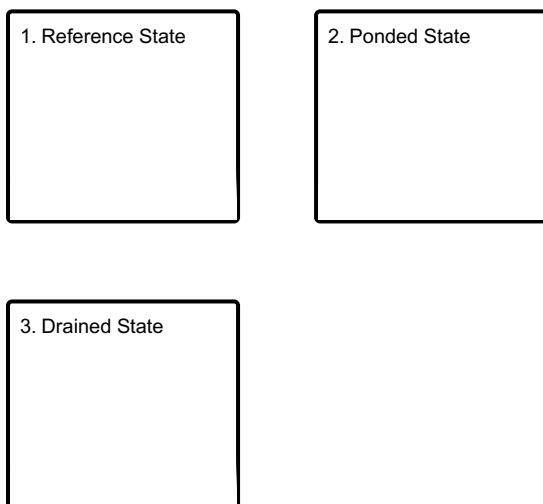 1. Reference State
2. Ponded State
3. Drained State